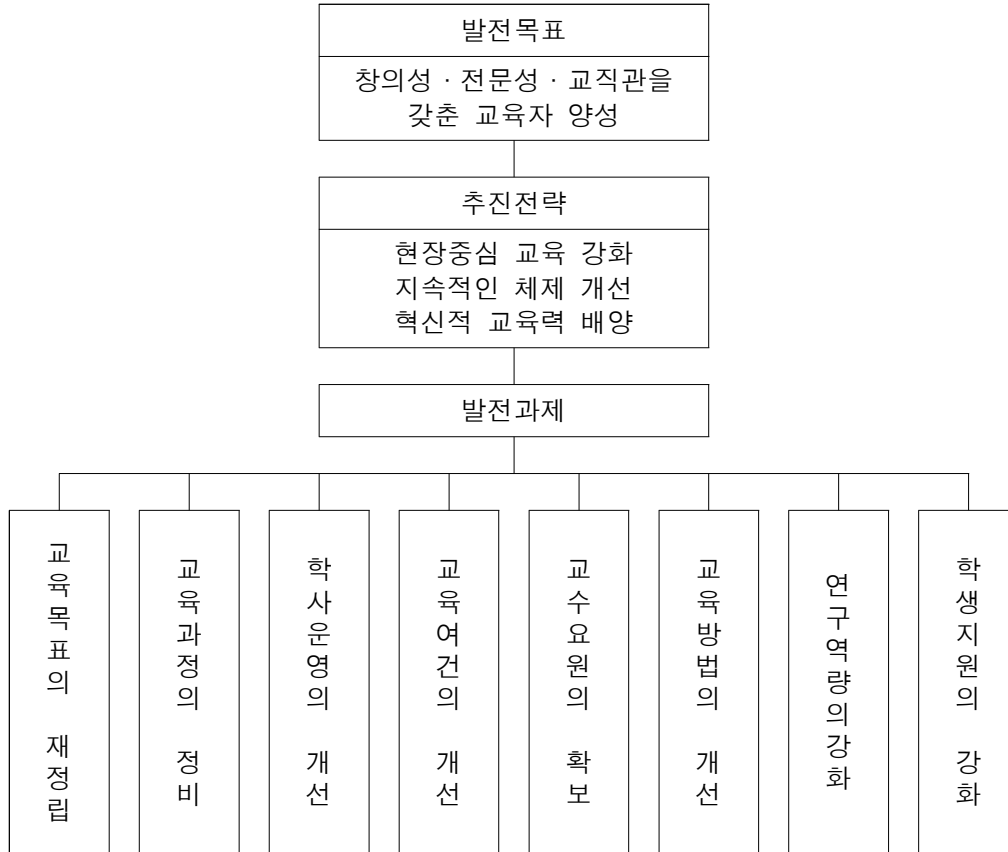 발전목표
창의성 · 전문성 · 교직관을
갖춘 교육자 양성
추진전략
현장중심 교육 강화
지속적인 체제 개선
혁신적 교육력 배양
발전과제
교육목표의 재정립
교육과정의 정비
학사운영의 개선
교육여건의 개선
교수요원의 확보
교육방법의 개선
연구역량의강화
학생지원의 강화